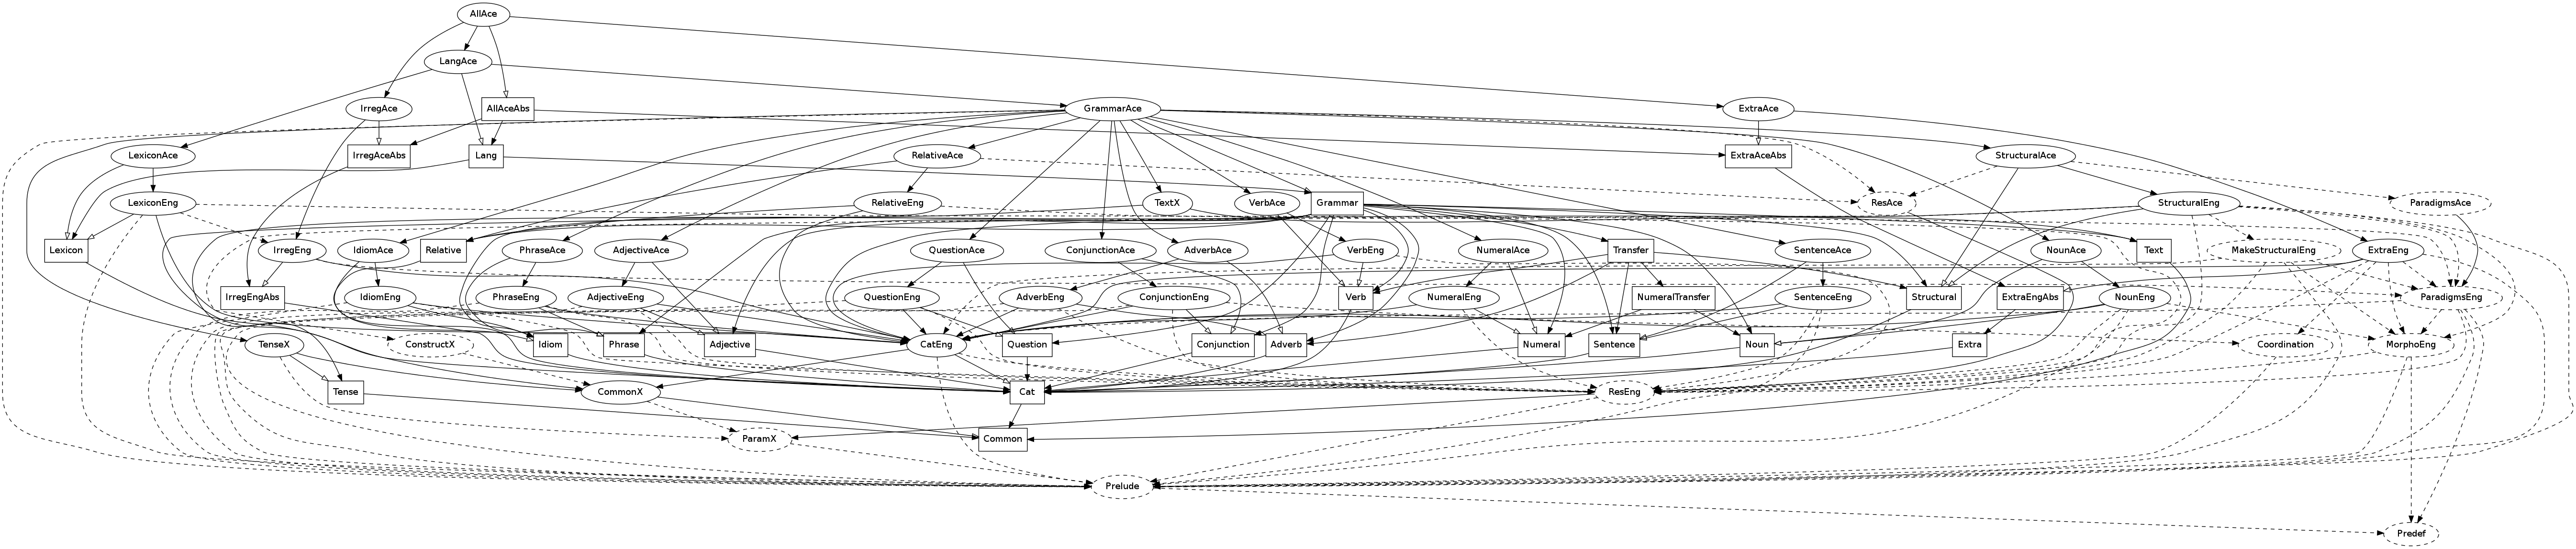 AllAce
LangAce
IrregAce
AllAceAbs
GrammarAce
ExtraAce
LexiconAce
IrregAceAbs
Lang
RelativeAce
ExtraAceAbs
StructuralAce
LexiconEng
RelativeEng
TextX
VerbAce
Grammar
ResAce
StructuralEng
ParadigmsAce
Lexicon
IrregEng
IdiomAce
Relative
PhraseAce
AdjectiveAce
QuestionAce
ConjunctionAce
AdverbAce
VerbEng
NumeralAce
Transfer
SentenceAce
NounAce
Text
MakeStructuralEng
ExtraEng
IrregEngAbs
IdiomEng
PhraseEng
AdjectiveEng
QuestionEng
AdverbEng
ConjunctionEng
Verb
NumeralEng
NumeralTransfer
SentenceEng
Structural
ExtraEngAbs
NounEng
ParadigmsEng
TenseX
ConstructX
Idiom
Phrase
Adjective
CatEng
Question
Conjunction
Adverb
Numeral
Sentence
Noun
Extra
Coordination
MorphoEng
Tense
CommonX
Cat
ResEng
ParamX
Common
Prelude
Predef